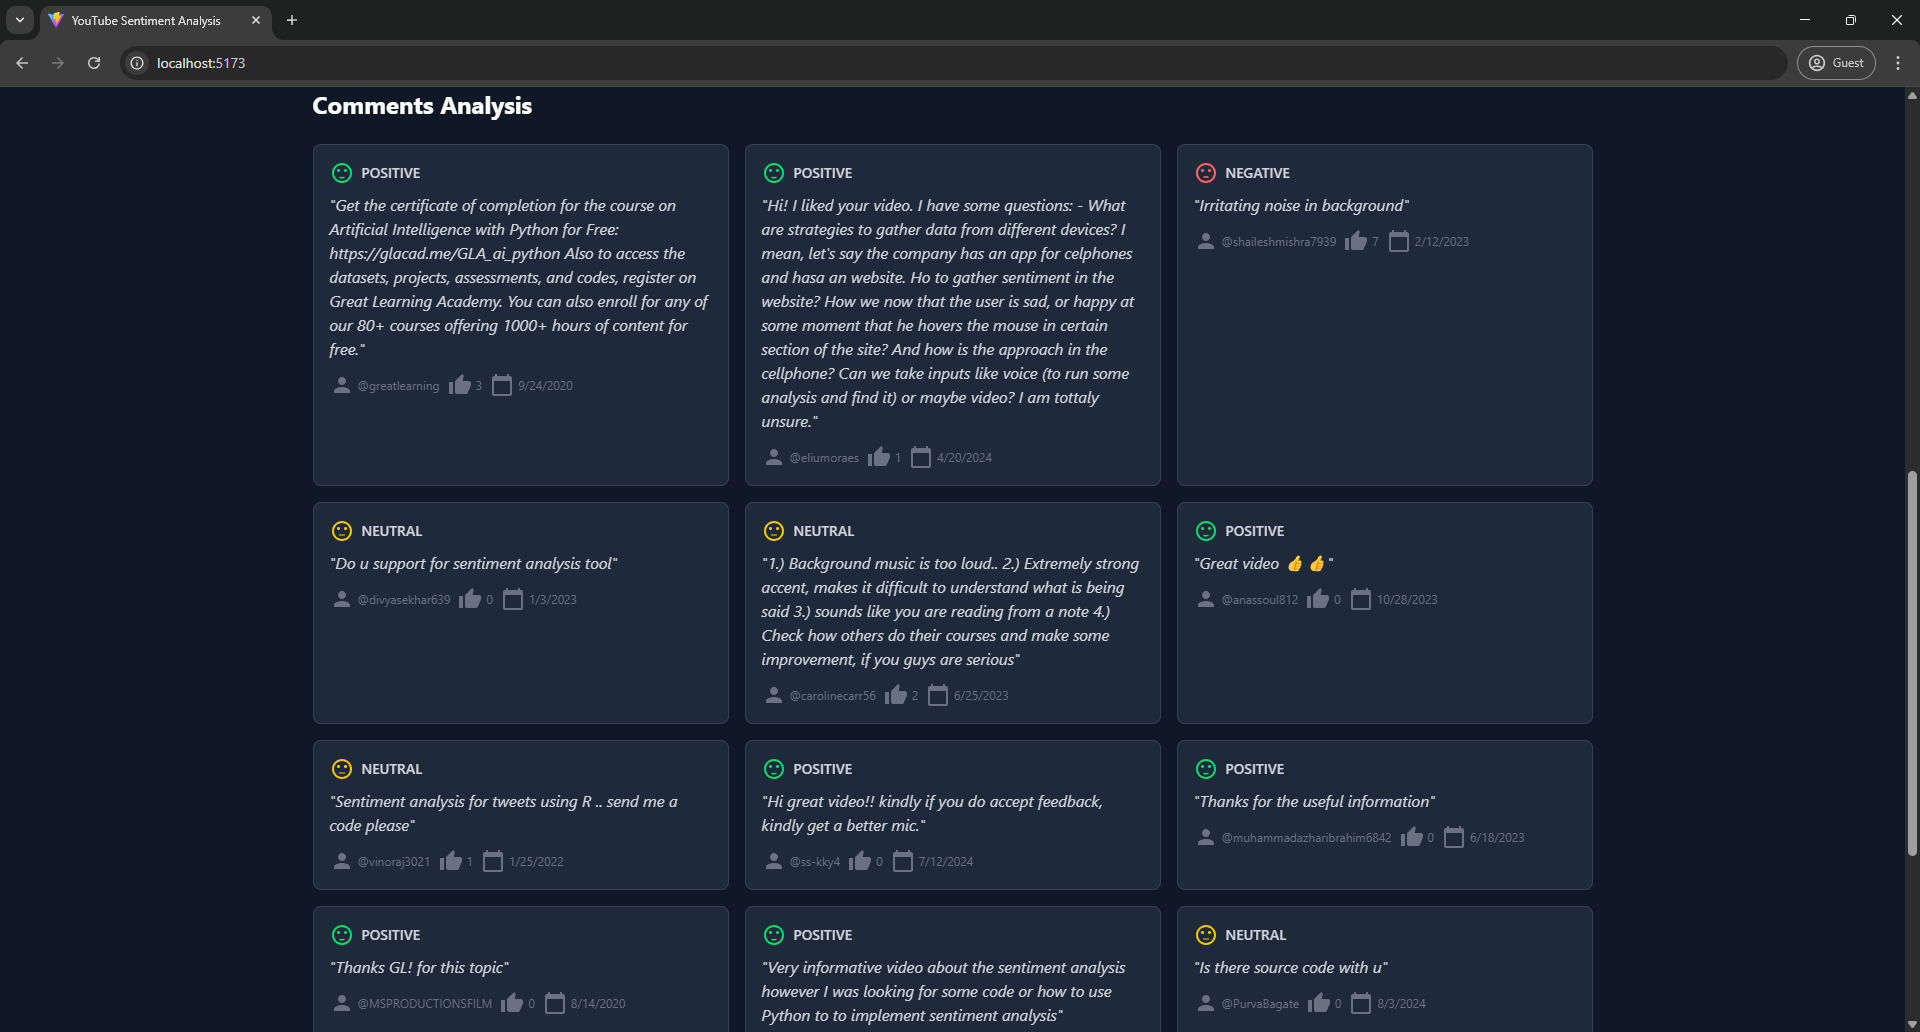 YouTube Sentiment Analysis
localhost:5173
Guest
Comments Analysis
POSITIVE
"Get the certificate of completion for the course on
Artificial Intelligence with Python for Free:
https://glacad.me/GLA_ai_python Also to access the
datasets, projects, assessments, and codes, register on
Great Learning Academy. You can also enroll for any of
our 80+ courses offering 1000+ hours of content for
free."
@greatlearning 3 9/24/2020
POSITIVE
"Hi! I liked your video. I have some questions: - What
are strategies to gather data from different devices? I
mean, let's say the company has an app for celphones
and hasa an website. Ho to gather sentiment in the
website? How we now that the user is sad, or happy at
some moment that he hovers the mouse in certain
section of the site? And how is the approach in the
cellphone? Can we take inputs like voice (to run some
analysis and find it) or maybe video? I am tottaly
unsure."
@eliumoraes 1 4/20/2024
NEGATIVE
"Irritating noise in background"
@shaileshmishra7939 7 2/12/2023
NEUTRAL
"Do u support for sentiment analysis tool"
@divyasekhar639 0 1/3/2023
NEUTRAL
"1.) Background music is too loud.. 2.) Extremely strong
accent, makes it difficult to understand what is being
said 3.) sounds like you are reading from a note 4.)
Check how others do their courses and make some
improvement, if you guys are serious"
@carolinecarr56 2 6/25/2023
POSITIVE
"Great video 👍 👍 "
@anassoul812 0 10/28/2023
NEUTRAL
"Sentiment analysis for tweets using R .. send me a
code please"
@vinoraj3021 1 1/25/2022
POSITIVE
"Hi great video!! kindly if you do accept feedback,
kindly get a better mic."
@ss-kky4 0 7/12/2024
POSITIVE
"Thanks for the useful information"
@muhammadazharibrahim6842 0 6/18/2023
POSITIVE
"Thanks GL! for this topic"
@MSPRODUCTIONSFILM 0 8/14/2020
POSITIVE
"Very informative video about the sentiment analysis
however I was looking for some code or how to use
Python to to implement sentiment analysis"
NEUTRAL
"Is there source code with u"
@PurvaBagate 0 8/3/2024